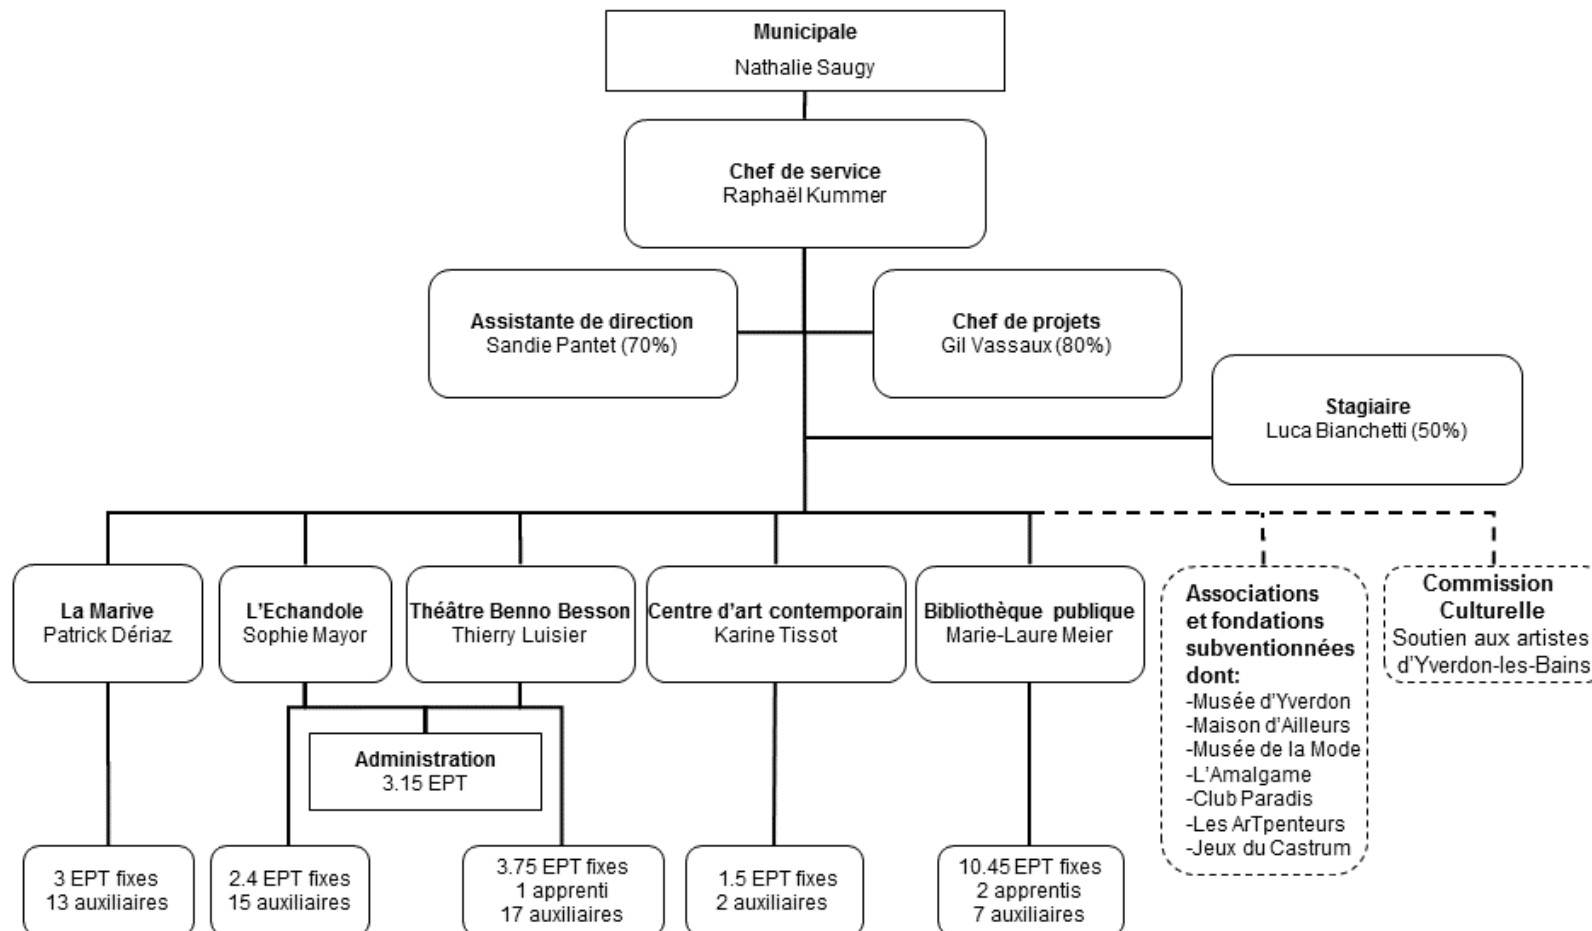 Municipale
Nathalie Saugy
Chef de service
Raphaël Kummer
Assistante de direction
Sandie Pantet (70%)
Chef de projets
Gil Vassaux (80%)
Stagiaire
Luca Bianchetti (50%)
La Marive
Patrick Dériaz
L'Echandole
Sophie Mayor
Théâtre Benno Besson
Thierry Luisier
Centre d'art contemporain
Karine Tissot
Bibliothèque publique
Marie-Laure Meier
Associations
et fondations
subventionnées
dont:
-Musée d'Yverdon
-Maison d'Ailleurs
-Musée de la Mode
-L'Amalgame
-Club Paradis
-Les ArTpenteurs
-Jeux du Castrum
Commission
Culturelle
Soutien aux artistes
d'Yverdon-les-Bains
Administration
3.15 EPT
3 EPT fixes
13 auxiliaires
2.4 EPT fixes
15 auxiliaires
3.75 EPT fixes
1 apprenti
17 auxiliaires
1.5 EPT fixes
2 auxiliaires
10.45 EPT fixes
2 apprentis
7 auxiliaires